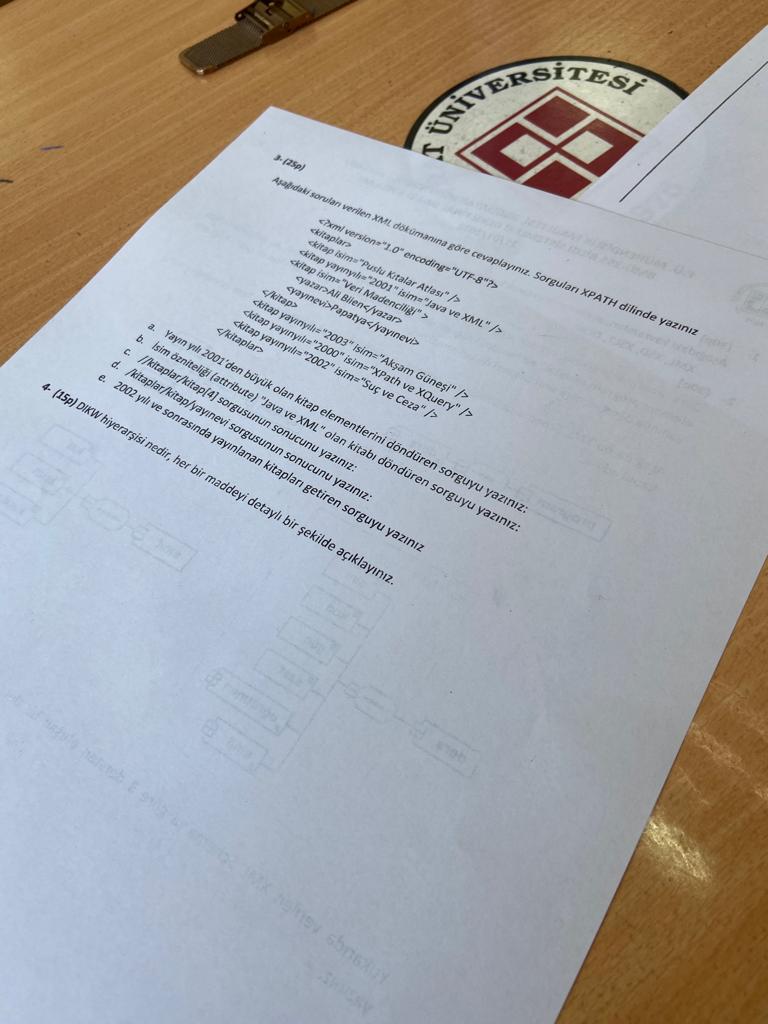 T ÜNİVERSİTESİ
3- (25p)
Aşağıdaki soruları verilen XML dökümanına göre cevaplayınız. Sorguları XPATH dilinde yazınız
<?xml version="1.0" encoding="UTF-8"?>
<kitaplar>
<kitap isim="Puslu Kıtalar Atlası" />
<kitap yayınyılı="2001" isim="Java ve XML" />
<kitap isim="Veri Madenciliği" >
<yazar>Ali Bilen</yazar>
<yayınevi>Papatya</yayınevi>
</kitap>
<kitap yayınyılı="2003" isim="Akşam Güneşi" />
<kitap yayınyılı="2000" isim="XPath ve XQuery" />
<kitap yayınyılı="2002" isim="Suç ve Ceza" />
</kitaplar>
a. Yayın yılı 2001'den büyük olan kitap elementlerini döndüren sorguyu yazınız:
b. İsim özniteliği (attribute) "Java ve XML" olan kitabı döndüren sorguyu yazınız:
c. //kitaplar/kitap[4] sorgusunun sonucunu yazınız:
d. /kitaplar/kitap/yayınevi sorgusunun sonucunu yazınız:
e. 2002 yılı ve sonrasında yayınlanan kitapları getiren sorguyu yazınız
4- (15p) DIKW hiyerarşisi nedir, her bir maddeyi detaylı bir şekilde açıklayınız.